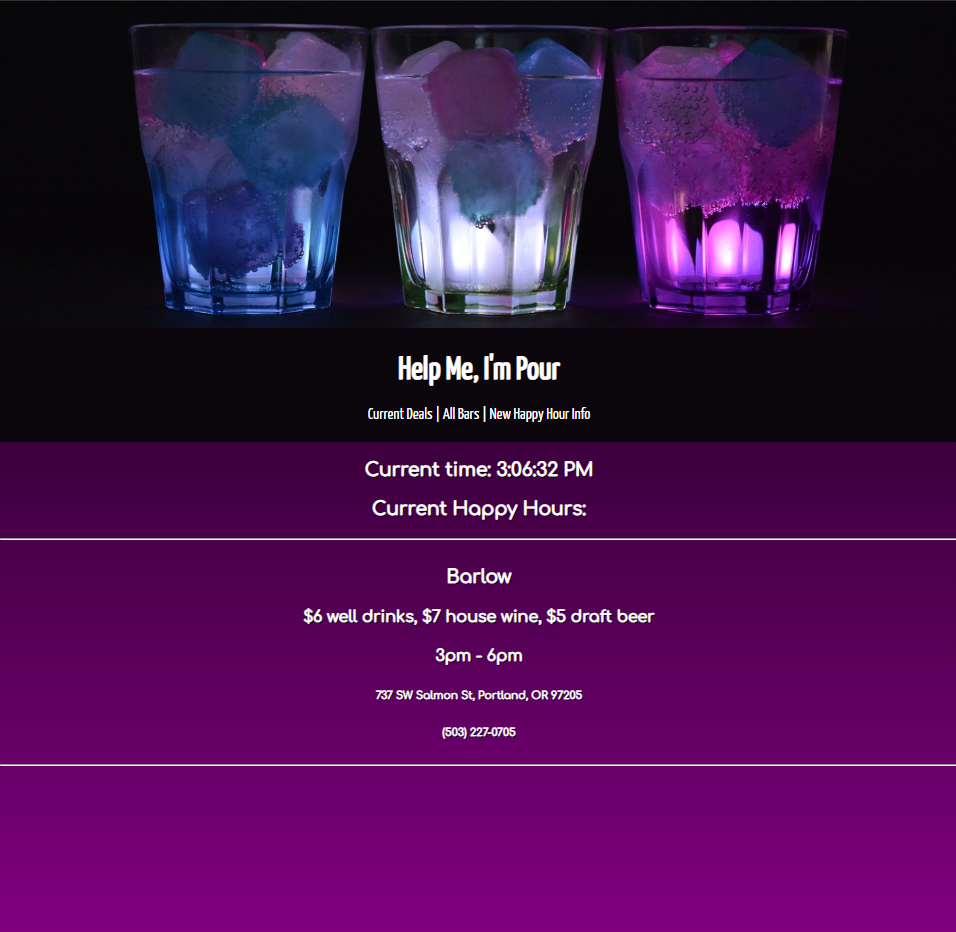 Help Me, I'm Pour
Current Deals | All Bars | New Happy Hour Info
Current time: 3:06:32 PM
Current Happy Hours:
Barlow
$6 well drinks, $7 house wine, $5 draft beer
3pm - 6pm
737 SW Salmon St, Portland, OR 97205
(503) 227-0705